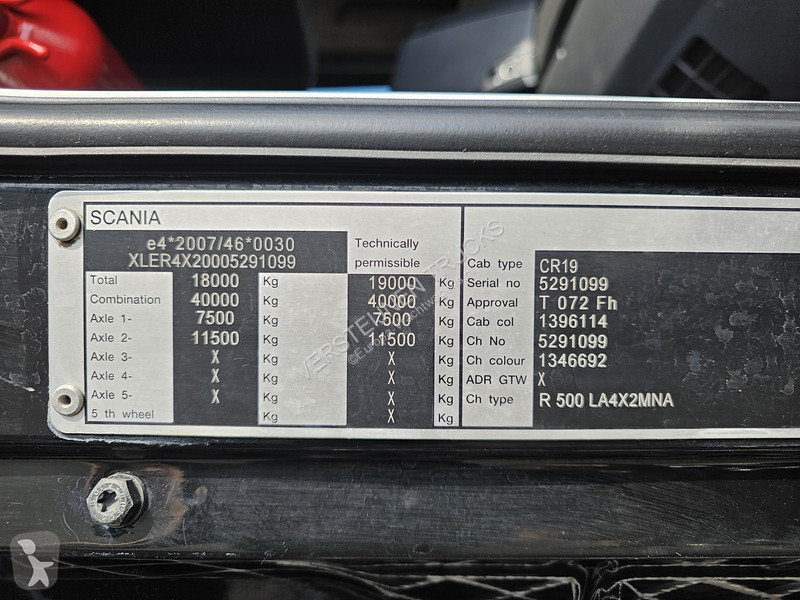 SCANIA
e4*2007/46*0030
XLER4X20005291099
Technically
permissible
Total 18000 Kg 19000 Kg
Combination 40000 Kg 40000 Kg
Axle 1- 7500 Kg 7500 Kg
Axle 2- 11500 Kg 11500 Kg
Axle 3- X Kg X Kg
Axle 4- X Kg X Kg
Axle 5- X Kg X Kg
5 th wheel Kg X Kg
Cab type CR19
Serial no 5291099
Approval T 072 Fh
Cab col 1396114
Ch No 5291099
Ch colour 1346692
ADR GTW X
Ch type R 500 LA4X2MNA
VERSTEIJNEN TRUCKS